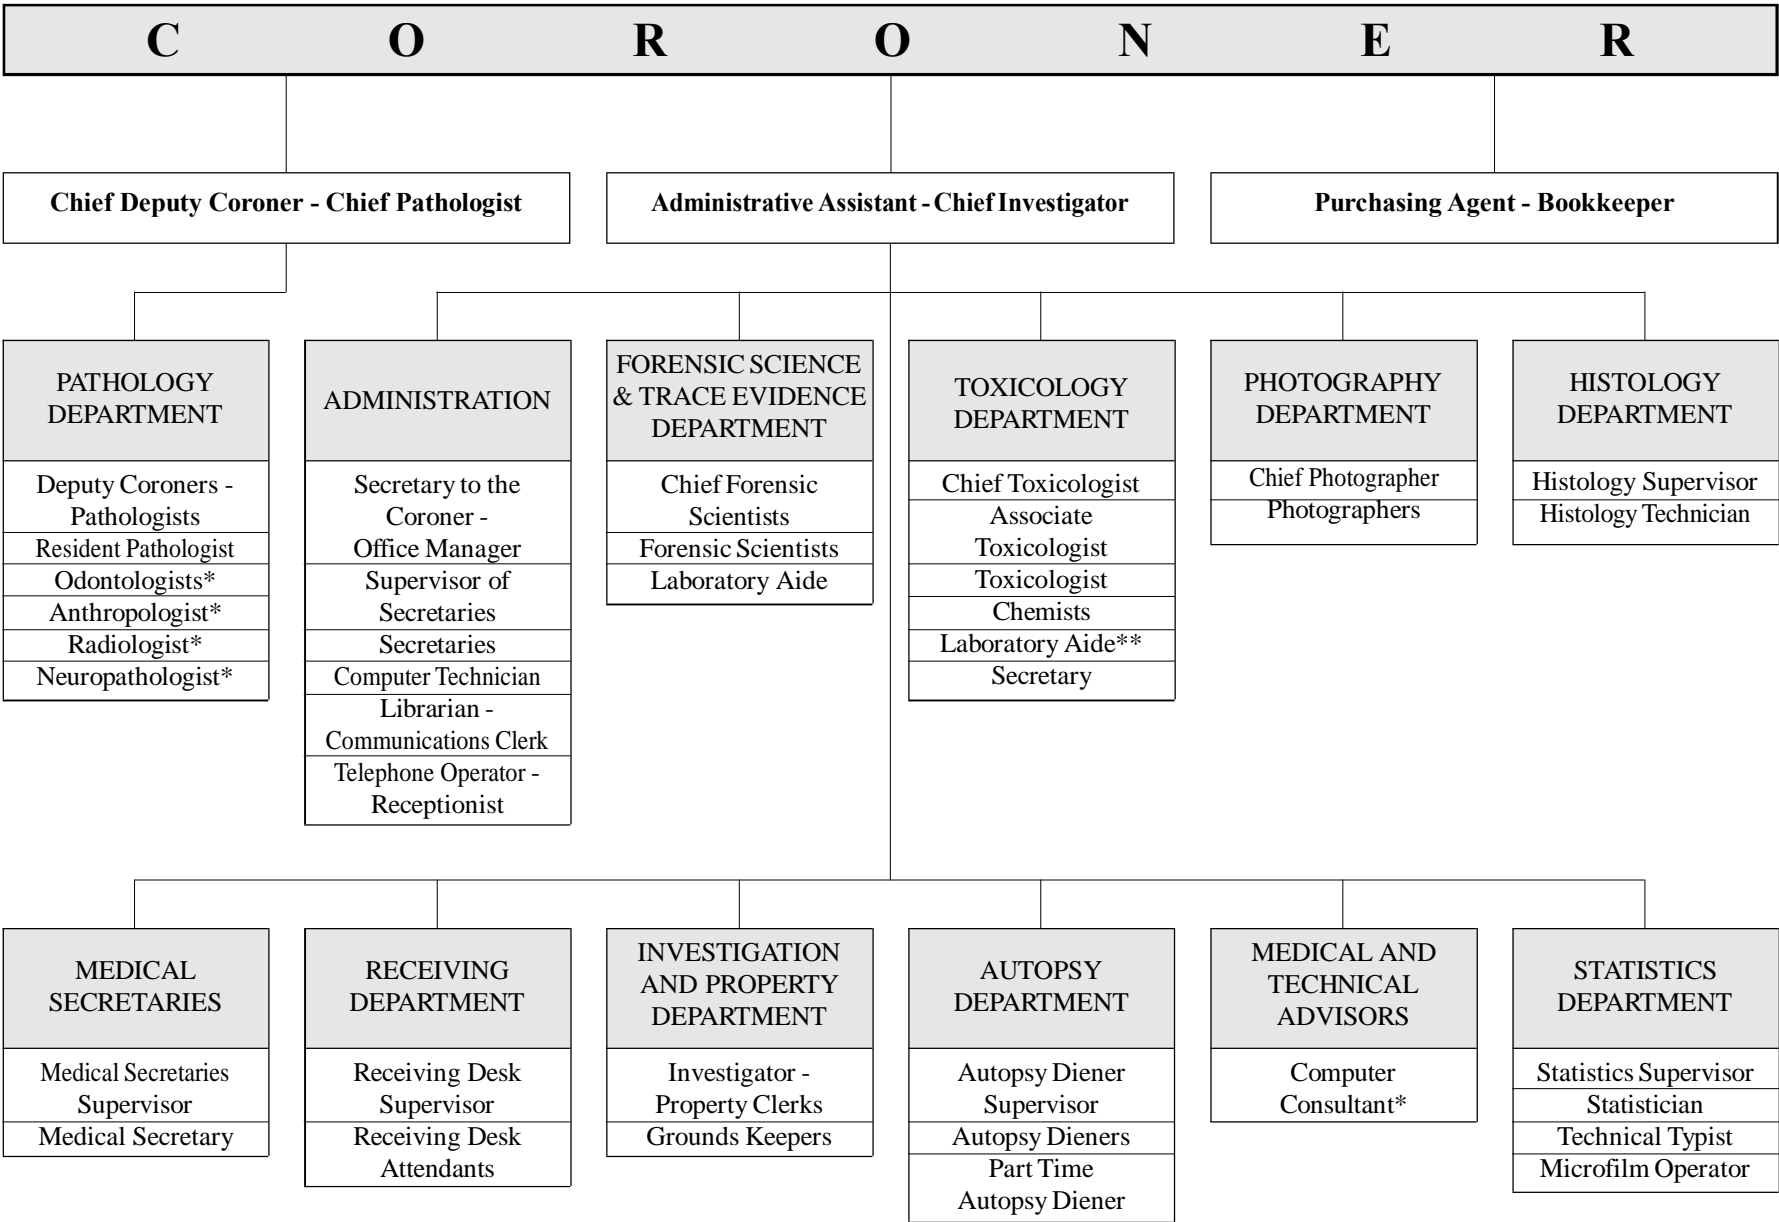 C O R O N E R
Chief Deputy Coroner - Chief Pathologist
Administrative Assistant - Chief Investigator
Purchasing Agent - Bookkeeper
PATHOLOGY
DEPARTMENT
Deputy Coroners -
Pathologists
Resident Pathologist
Odontologists*
Anthropologist*
Radiologist*
Neuropathologist*
ADMINISTRATION
Secretary to the
Coroner -
Office Manager
Supervisor of
Secretaries
Secretaries
Computer Technician
Librarian -
Communications Clerk
Telephone Operator -
Receptionist
FORENSIC SCIENCE
& TRACE EVIDENCE
DEPARTMENT
Chief Forensic
Scientists
Forensic Scientists
Laboratory Aide
TOXICOLOGY
DEPARTMENT
Chief Toxicologist
Associate
Toxicologist
Toxicologist
Chemists
Laboratory Aide**
Secretary
PHOTOGRAPHY
DEPARTMENT
Chief Photographer
Photographers
HISTOLOGY
DEPARTMENT
Histology Supervisor
Histology Technician
MEDICAL
SECRETARIES
Medical Secretaries
Supervisor
Medical Secretary
RECEIVING
DEPARTMENT
Receiving Desk
Supervisor
Receiving Desk
Attendants
INVESTIGATION
AND PROPERTY
DEPARTMENT
Investigator -
Property Clerks
Grounds Keepers
AUTOPSY
DEPARTMENT
Autopsy Diener
Supervisor
Autopsy Dieners
Part Time
Autopsy Diener
MEDICAL AND
TECHNICAL
ADVISORS
Computer
Consultant*
STATISTICS
DEPARTMENT
Statistics Supervisor
Statistician
Technical Typist
Microfilm Operator